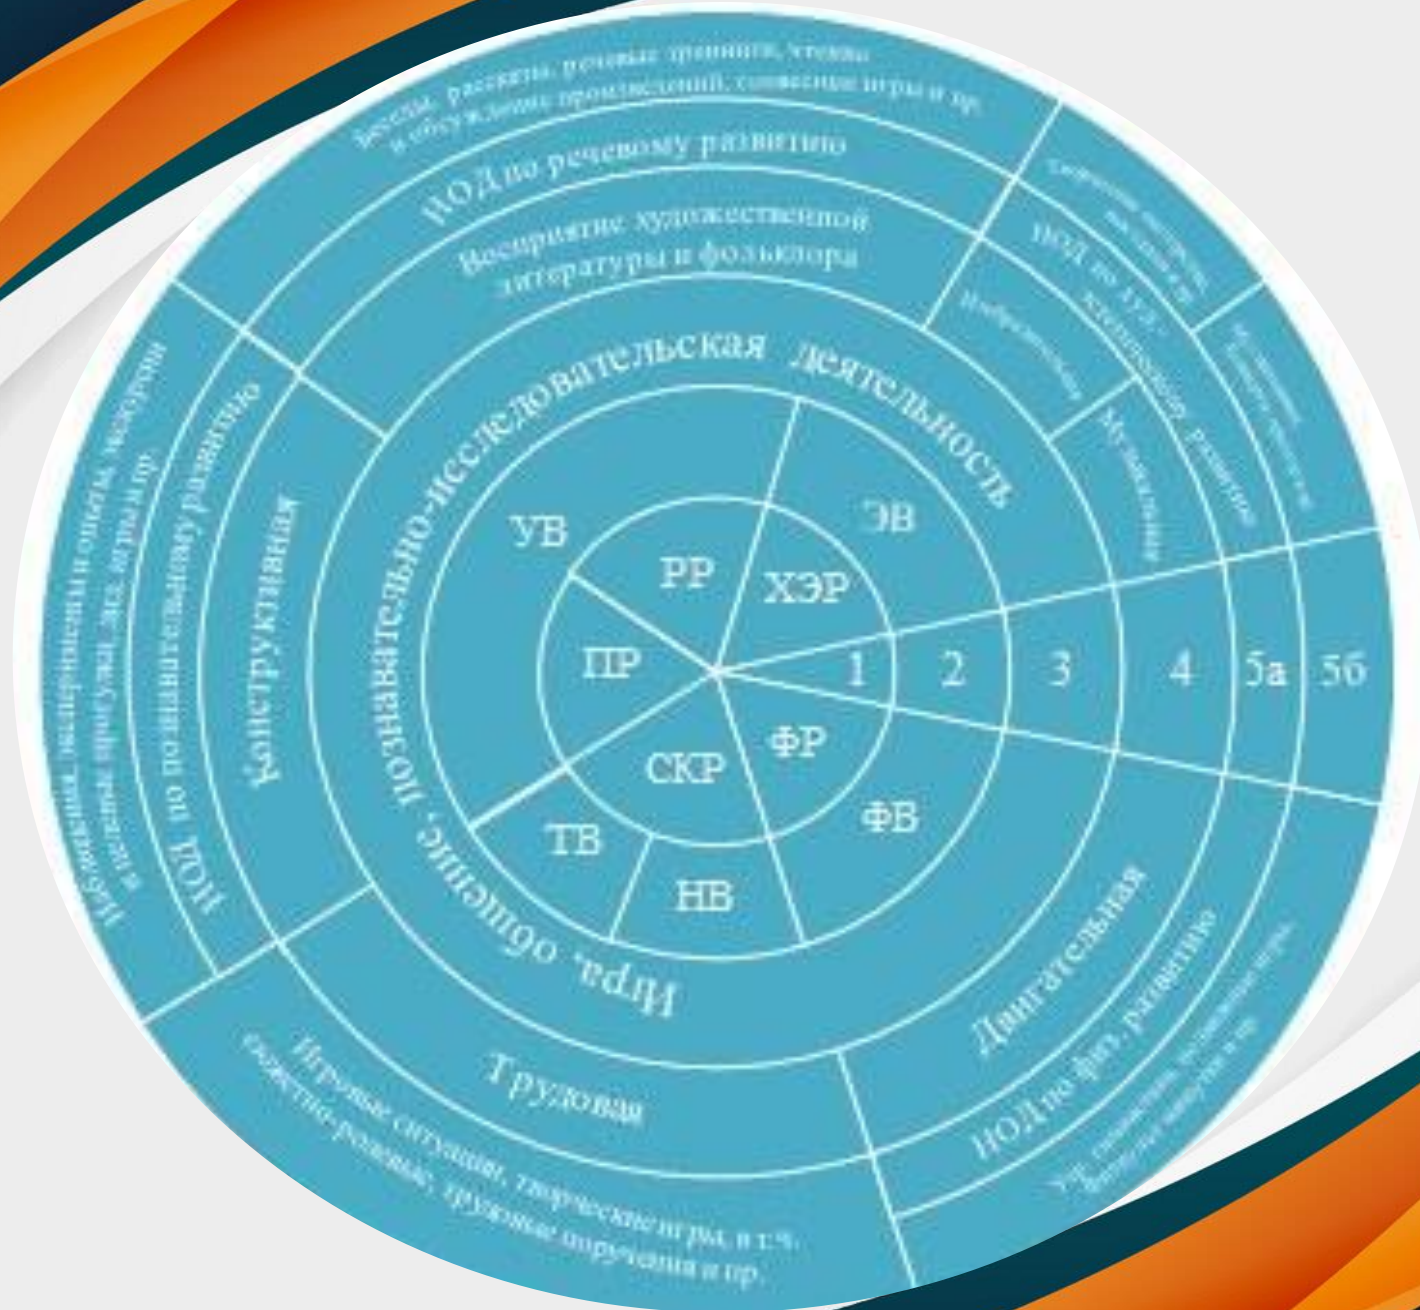 Беседы, рассказы, речевые тренинги, чтение
и обсуждение произведений, словесные игры и пр.
НОД по речевому развитию
Восприятие художественной
литературы и фольклора
НОД по
развитию
Изобразительная
Музыкальная
Наблюдения, эксперименты и опыты, экскурсии
и целевые прогулки, дид. игры и пр.
НОД по познавательному развитию
Конструктивная
Игра, общение, познавательно-исследовательская деятельность
УВ
ЭВ
РР
ХЭР
ПР
1
2
3
4
5а
5б
СКР
ФР
ТВ
НВ
ФВ
Двигательная
НОД по физ. развитию
Трудовая
Игровые ситуации, творческие игры, в т.ч.
сюжетно-ролевые, трудовые поручения и пр.